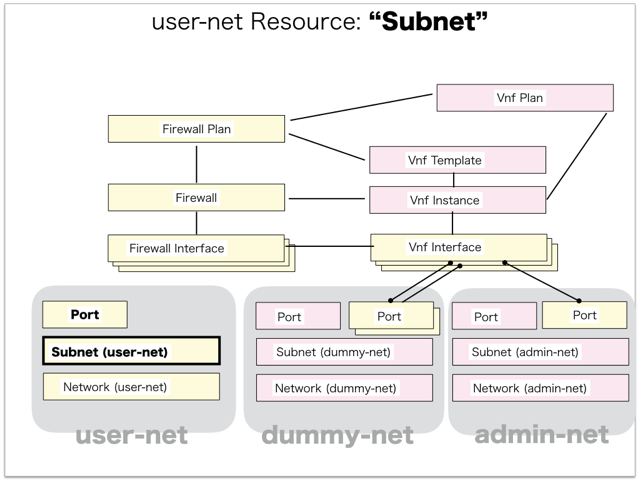 user-net Resource: “Subnet”
Vnf Plan
Firewall Plan
Vnf Template
Firewall
Vnf Instance
Firewall Interface
Vnf Interface
Port
Port
Port
Port
Port
Subnet (user-net)
Subnet (dummy-net)
Subnet (admin-net)
Network (user-net)
Network (dummy-net)
Network (admin-net)
user-net
dummy-net
admin-net